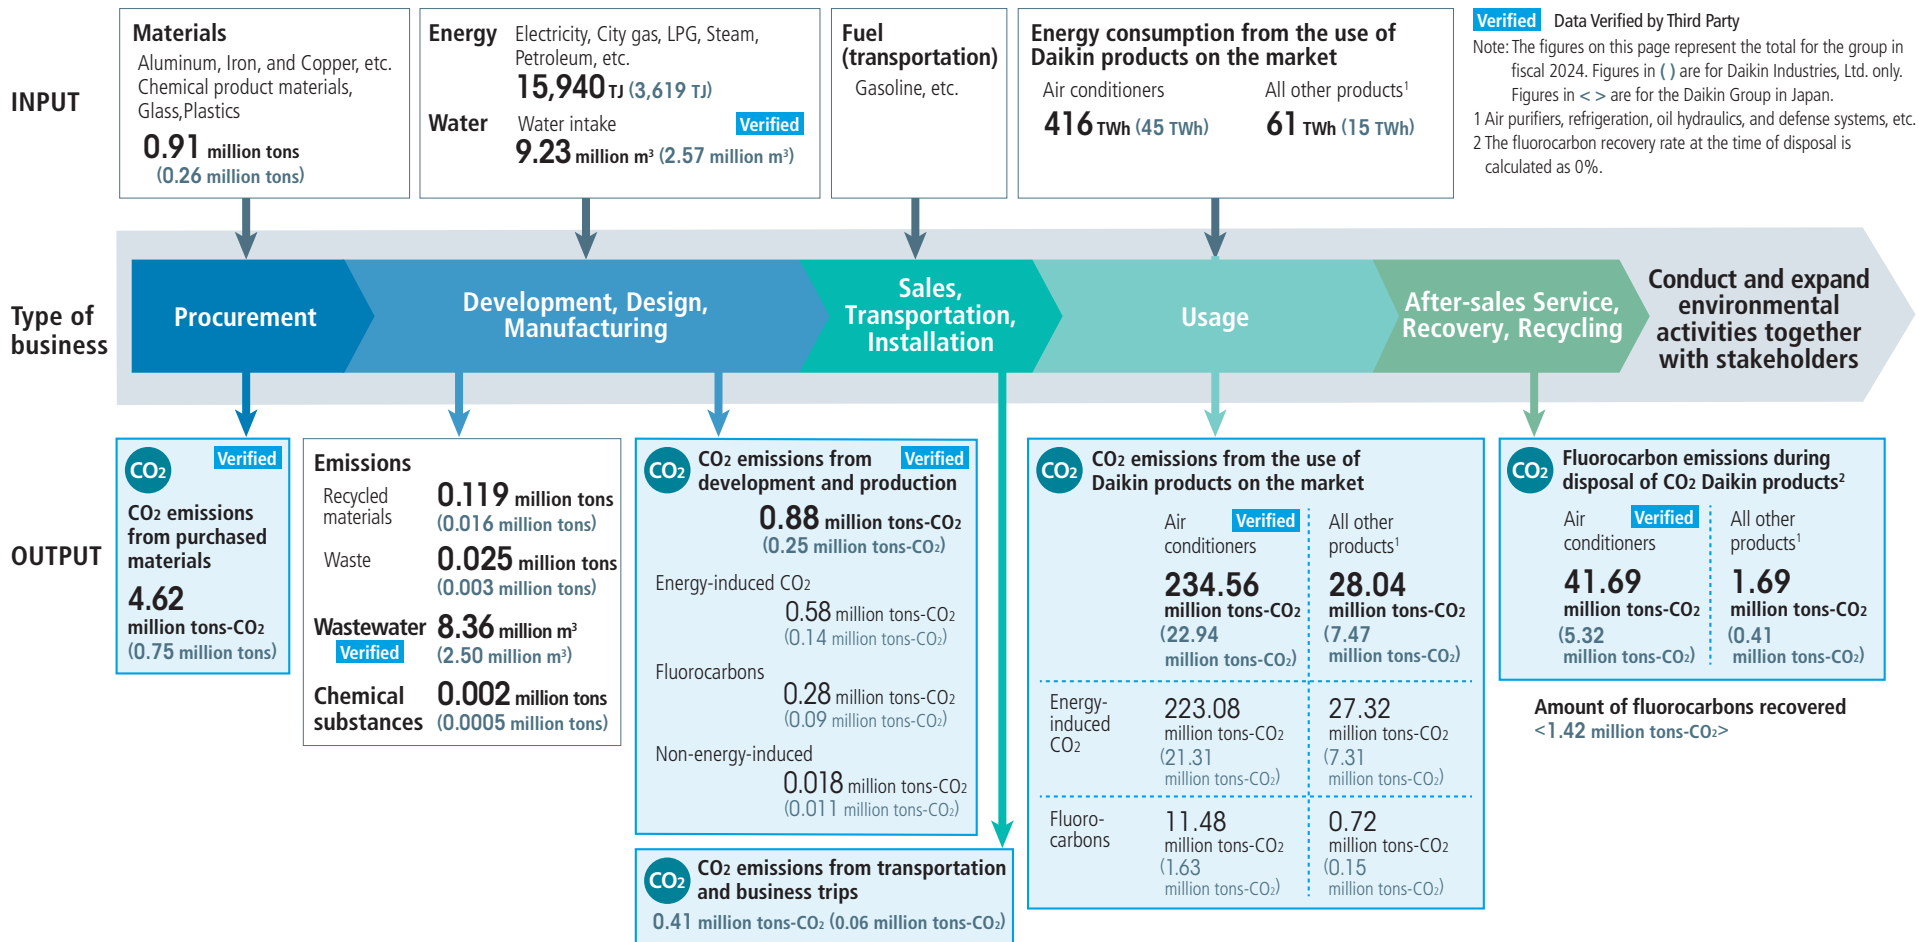 INPUT
Materials
Aluminum, Iron, and Copper, etc.
Chemical product materials,
Glass,Plastics
0.91 million tons
(0.26 million tons)
Energy
Electricity, City gas, LPG, Steam,
Petroleum, etc.
15,940 TJ (3,619 TJ)
Water
Water intake
Verified
9.23 million m³ (2.57 million m³)
Fuel
(transportation)
Gasoline, etc.
Energy consumption from the use of
Daikin products on the market
Air conditioners
416 TWh (45 TWh)
All other products¹
61 TWh (15 TWh)
Verified Data Verified by Third Party
Note: The figures on this page represent the total for the group in
fiscal 2024. Figures in ( ) are for Daikin Industries, Ltd. only.
Figures in < > are for the Daikin Group in Japan.
1 Air purifiers, refrigeration, oil hydraulics, and defense systems, etc.
2 The fluorocarbon recovery rate at the time of disposal is
calculated as 0%.
Type of
business
Procurement
Development, Design,
Manufacturing
Sales,
Transportation,
Installation
Usage
After-sales Service,
Recovery, Recycling
Conduct and expand
environmental
activities together
with stakeholders
OUTPUT
CO₂
Verified
CO₂ emissions
from purchased
materials
4.62
million tons-CO₂
(0.75 million tons)
Emissions
Recycled
materials
0.119 million tons
(0.016 million tons)
Waste
0.025 million tons
(0.003 million tons)
Wastewater
Verified
8.36 million m³
(2.50 million m³)
Chemical
substances
0.002 million tons
(0.0005 million tons)
CO₂
CO₂ emissions from
development and production
Verified
0.88 million tons-CO₂
(0.25 million tons-CO₂)
Energy-induced CO₂
0.58 million tons-CO₂
(0.14 million tons-CO₂)
Fluorocarbons
0.28 million tons-CO₂
(0.09 million tons-CO₂)
Non-energy-induced
0.018 million tons-CO₂
(0.011 million tons-CO₂)
CO₂
CO₂ emissions from transportation
and business trips
0.41 million tons-CO₂ (0.06 million tons-CO₂)
CO₂
CO₂ emissions from the use of
Daikin products on the market
Air
conditioners
Verified
All other
products¹
234.56
million tons-CO₂
(22.94
million tons-CO₂)
28.04
million tons-CO₂
(7.47
million tons-CO₂)
Energy-
induced
CO₂
223.08
million tons-CO₂
(21.31
million tons-CO₂)
27.32
million tons-CO₂
(7.31
million tons-CO₂)
Fluoro-
carbons
11.48
million tons-CO₂
(1.63
million tons-CO₂)
0.72
million tons-CO₂
(0.15
million tons-CO₂)
CO₂
Fluorocarbon emissions during
disposal of CO₂ Daikin products²
Air
conditioners
Verified
All other
products¹
41.69
million tons-CO₂
(5.32
million tons-CO₂)
1.69
million tons-CO₂
(0.41
million tons-CO₂)
Amount of fluorocarbons recovered
<1.42 million tons-CO₂>